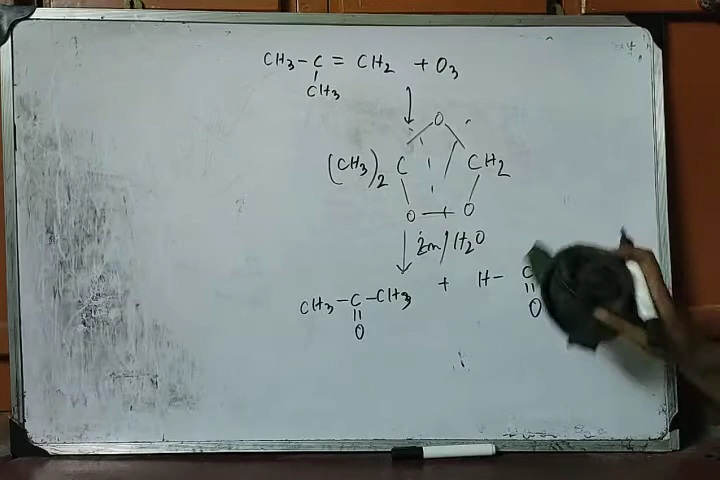 CH3-C = CH2 + O3
CH3
O
(CH3)2 C CH2
O — O
Zn/H2O
CH3-C-CH3 + H- C
O O